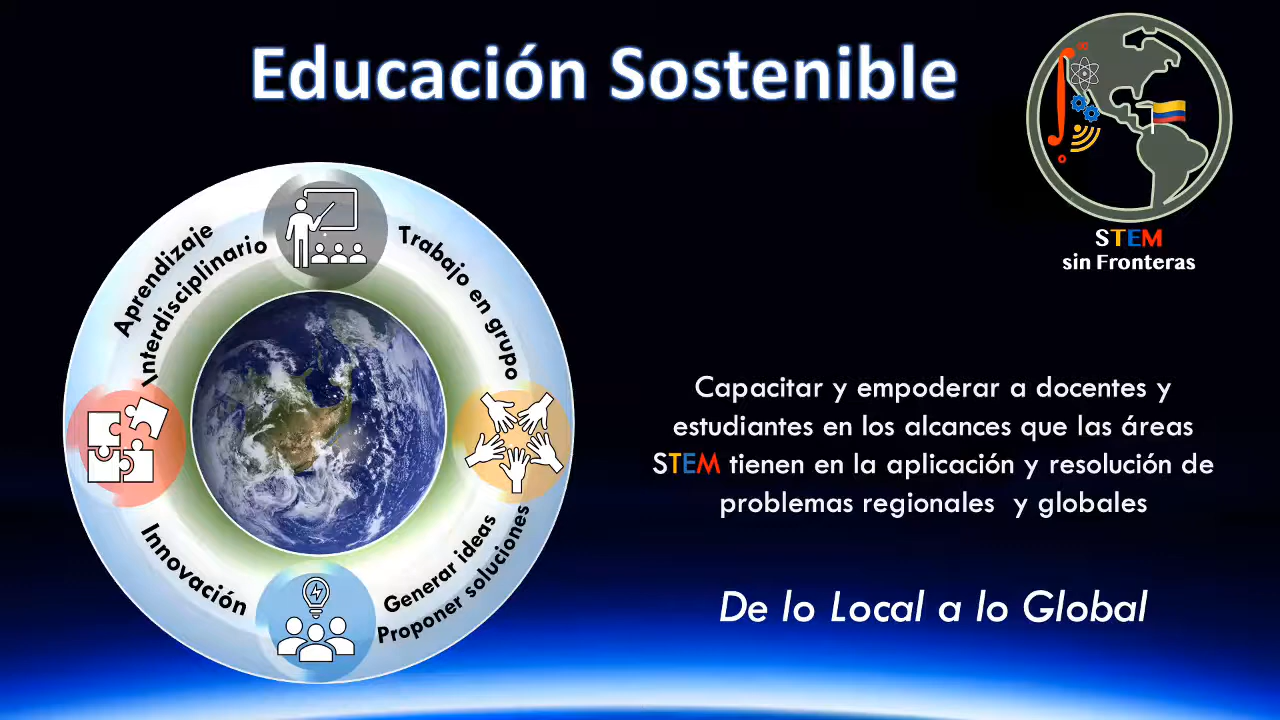 Educación Sostenible
STEM
sin Fronteras
Aprendizaje
Interdisciplinario
Trabajo en grupo
Innovación
Generar ideas
Proponer soluciones
Capacitar y empoderar a docentes y
estudiantes en los alcances que las áreas
STEM tienen en la aplicación y resolución de
problemas regionales y globales
De lo Local a lo Global